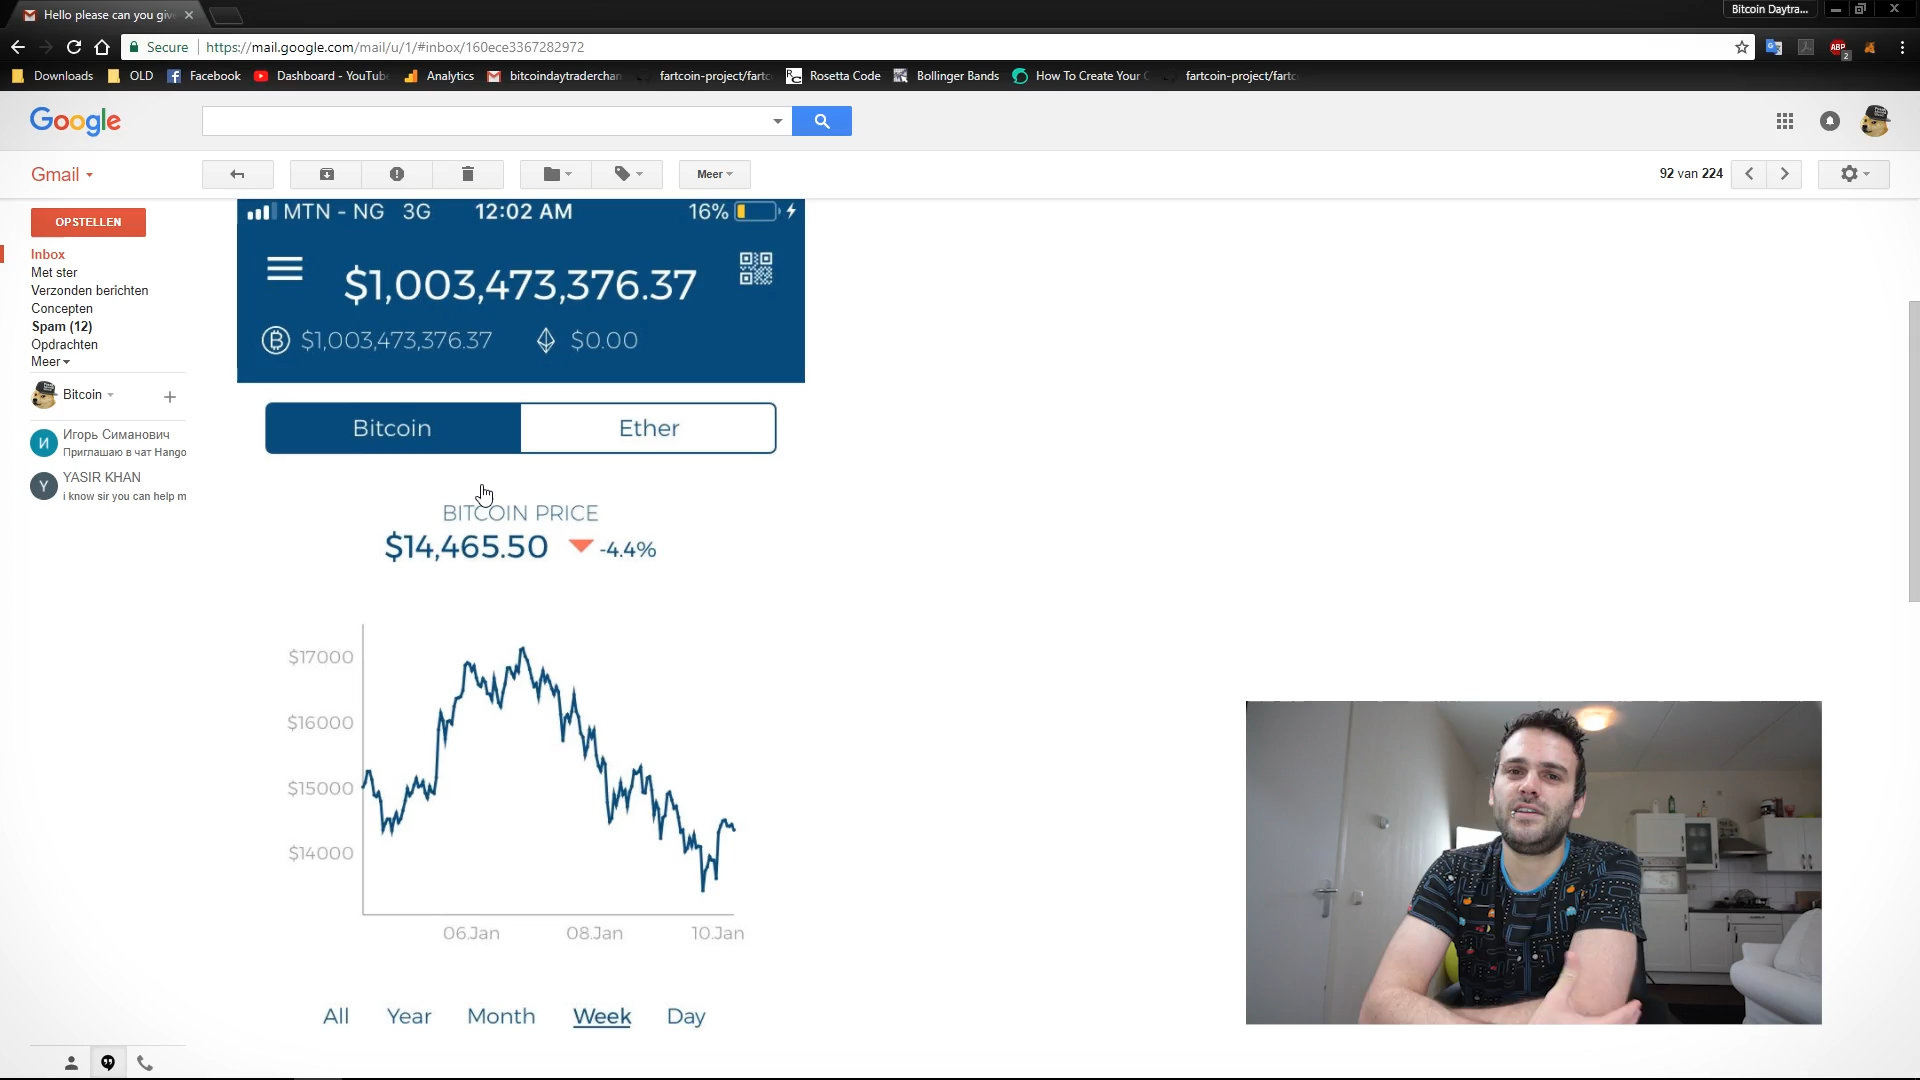 Hello please can you giv
Bitcoin Daytra...
Secure
https://mail.google.com/mail/u/1/#inbox/160ece3367282972
ABP
2
Downloads
OLD
Facebook
Dashboard - YouTube
Analytics
bitcoindaytraderchan
fartcoin-project/fartc
Rosetta Code
Bollinger Bands
How To Create Your C
fartcoin-project/fartc
Google
Gmail
Meer
92 van 224
OPSTELLEN
Inbox
Met ster
Verzonden berichten
Concepten
Spam (12)
Opdrachten
Meer
Bitcoin
И
Игорь Симанович
Приглашаю в чат Hango
Y
YASIR KHAN
i know sir you can help m
MTN - NG 3G 12:02 AM 16%
$1,003,473,376.37
$1,003,473,376.37 $0.00
Bitcoin Ether
BITCOIN PRICE
$14,465.50 -4.4%
$17000
$16000
$15000
$14000
06.Jan 08.Jan 10.Jan
All Year Month Week Day